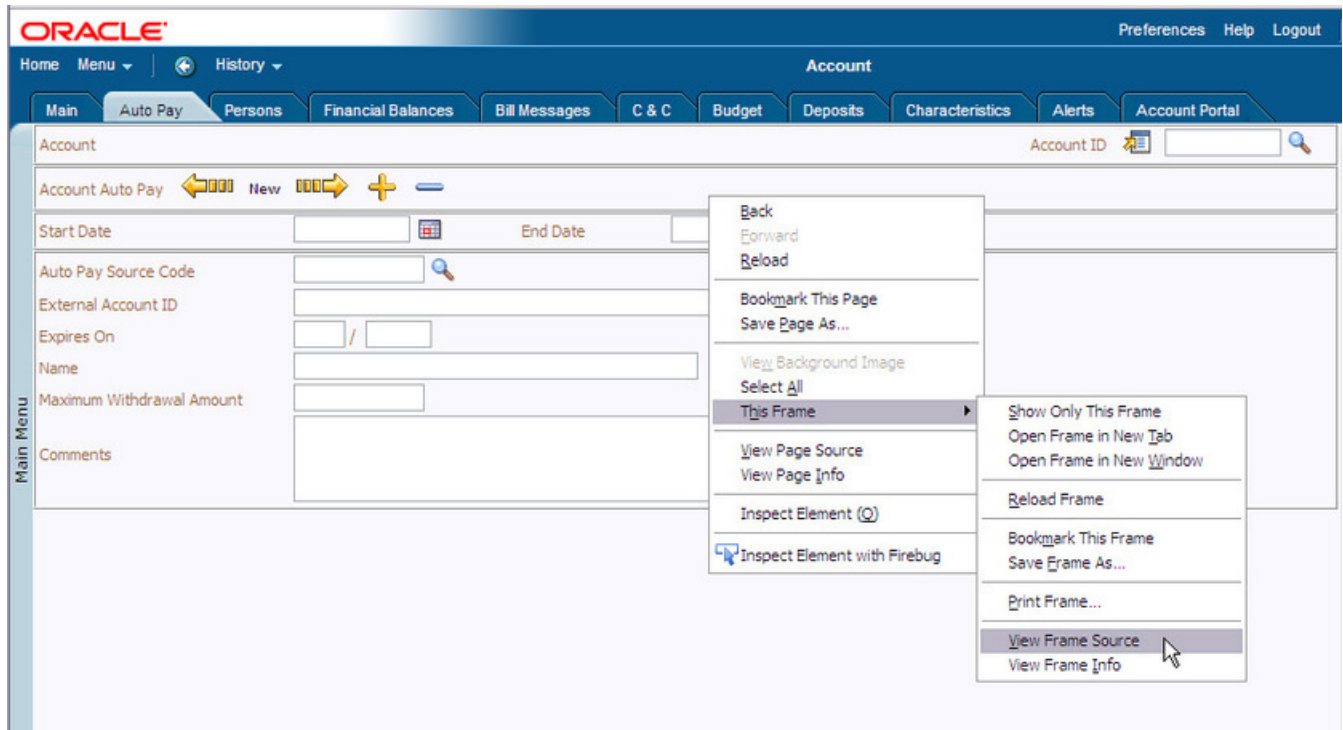 ORACLE
Preferences Help Logout
Home Menu History Account
Main Auto Pay Persons Financial Balances Bill Messages C & C Budget Deposits Characteristics Alerts Account Portal
Account Account ID
Account Auto Pay New
Start Date End Date
Auto Pay Source Code
External Account ID
Expires On /
Name
Maximum Withdrawal Amount
Comments
Main Menu
Back
Forward
Reload
Bookmark This Page
Save Page As...
View Background Image
Select All
This Frame
View Page Source
View Page Info
Inspect Element (Q)
Inspect Element with Firebug
Show Only This Frame
Open Frame in New Tab
Open Frame in New Window
Reload Frame
Bookmark This Frame
Save Frame As...
Print Frame...
View Frame Source
View Frame Info